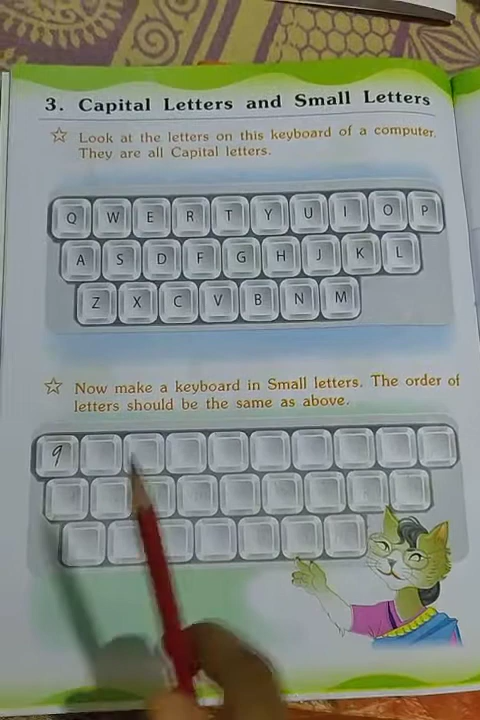 3. Capital Letters and Small Letters
☆ Look at the letters on this keyboard of a computer.
They are all Capital letters.
Q W E R T Y U I O P
A S D F G H J K L
Z X C V B N M
☆ Now make a keyboard in Small letters. The order of
letters should be the same as above.
q